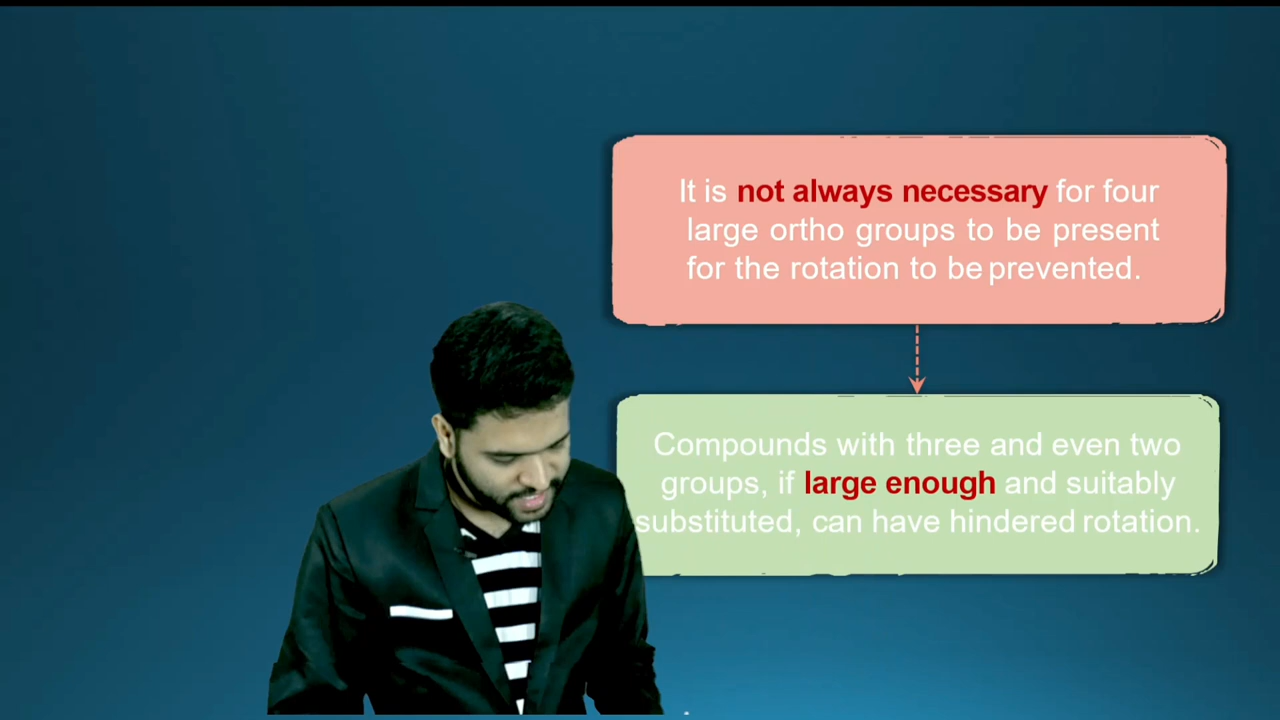 It is not always necessary for four
large ortho groups to be present
for the rotation to be prevented.
Compounds with three and even two
groups, if large enough and suitably
substituted, can have hindered rotation.